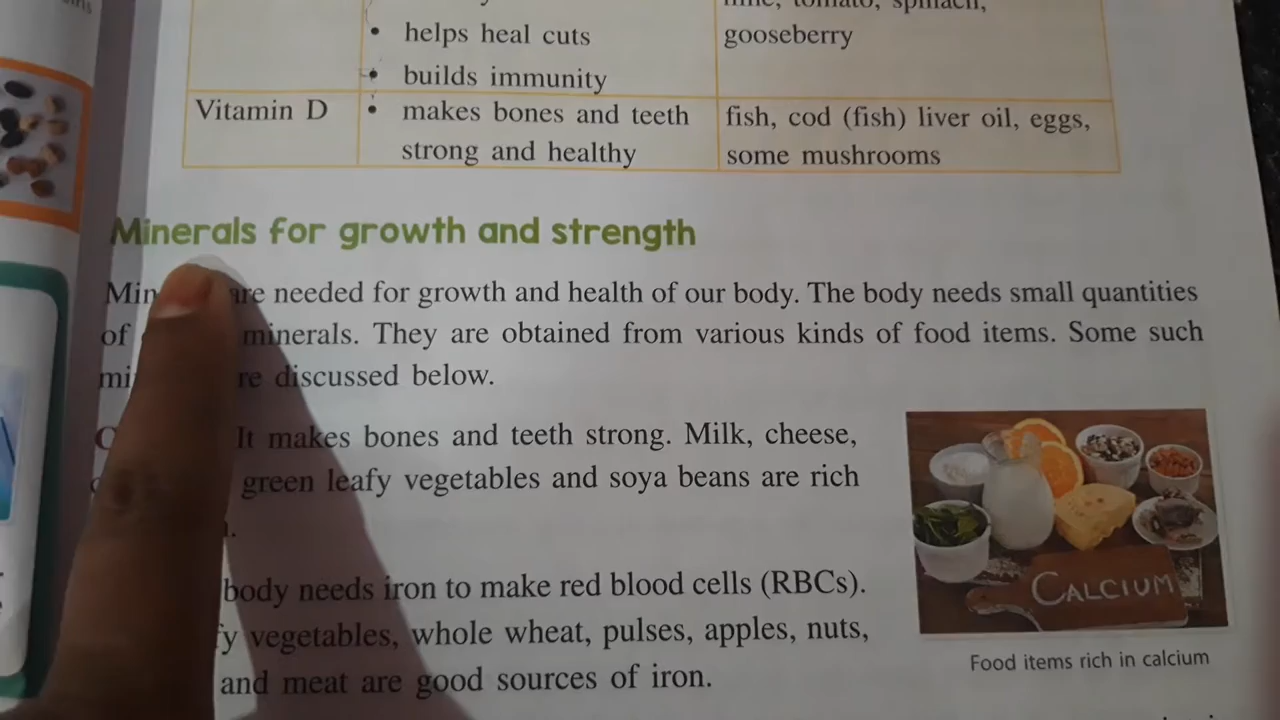 helps heal cuts
gooseberry
• builds immunity
Vitamin D
• makes bones and teeth strong and healthy
fish, cod (fish) liver oil, eggs,
some mushrooms
Minerals for growth and strength
are needed for growth and health of our body. The body needs small quantities
of minerals. They are obtained from various kinds of food items. Some such
discussed below.
It makes bones and teeth strong. Milk, cheese,
green leafy vegetables and soya beans are rich
body needs iron to make red blood cells (RBCs).
vegetables, whole wheat, pulses, apples, nuts,
and meat are good sources of iron.
CALCIUM
Food items rich in calcium